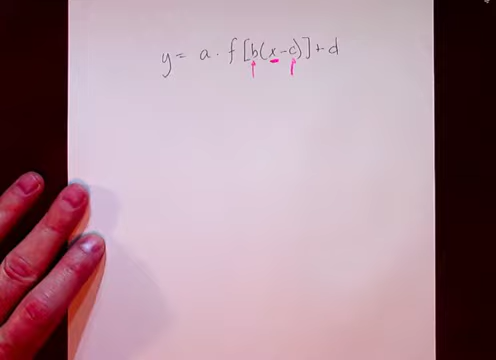 y = a · f[b(x-c)]+d